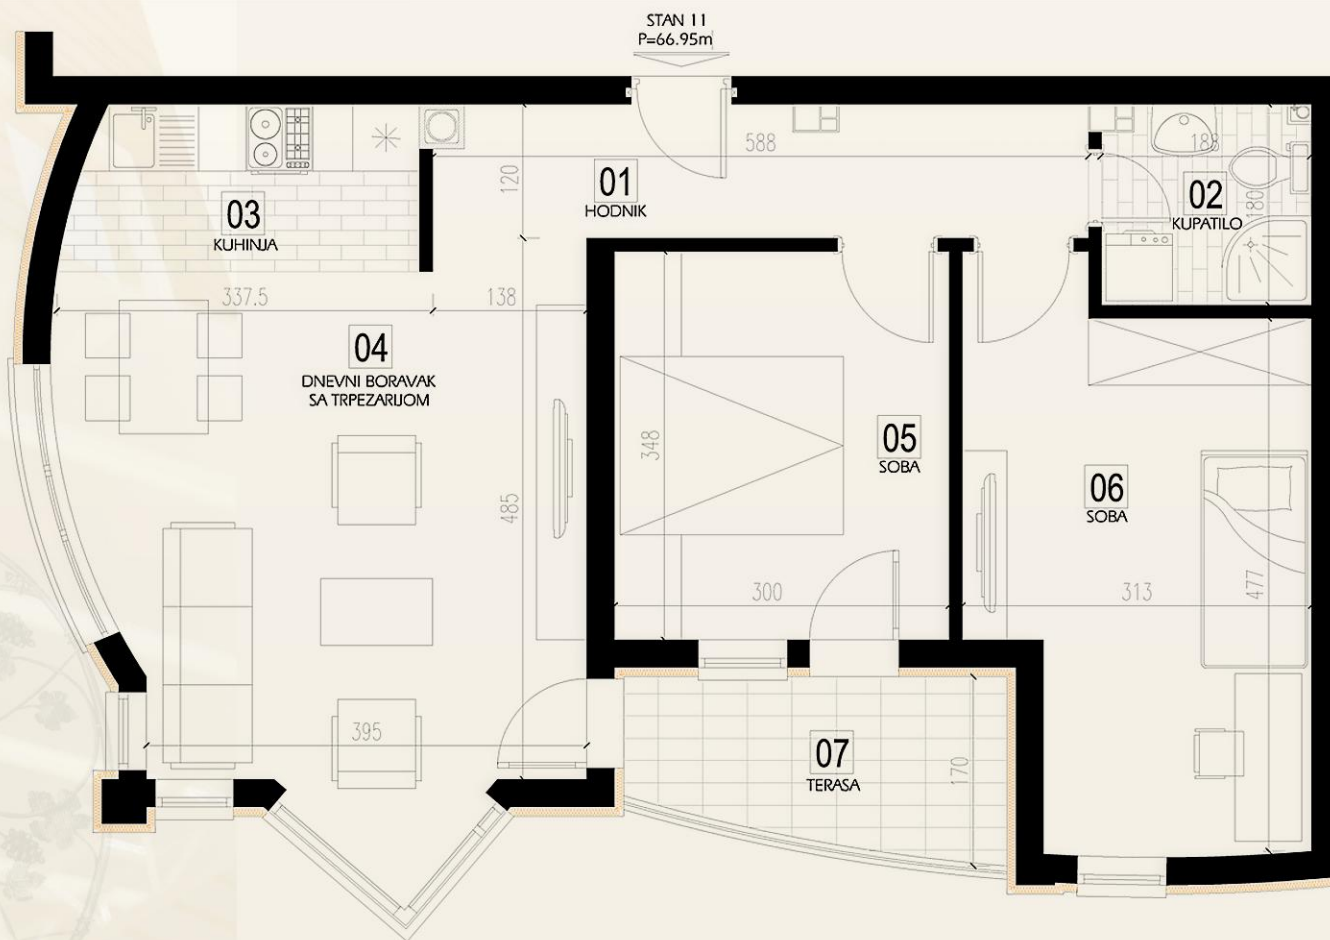 STAN 11
P=66.95m
588
188
120
01
HODNIK
02
KUPATILO
180
03
KUHINJA
337.5
138
04
DNEVNI BORAVAK
SA TRPEZARIJOM
348
05
SOBA
485
06
SOBA
477
300
313
395
07
TERASA
170